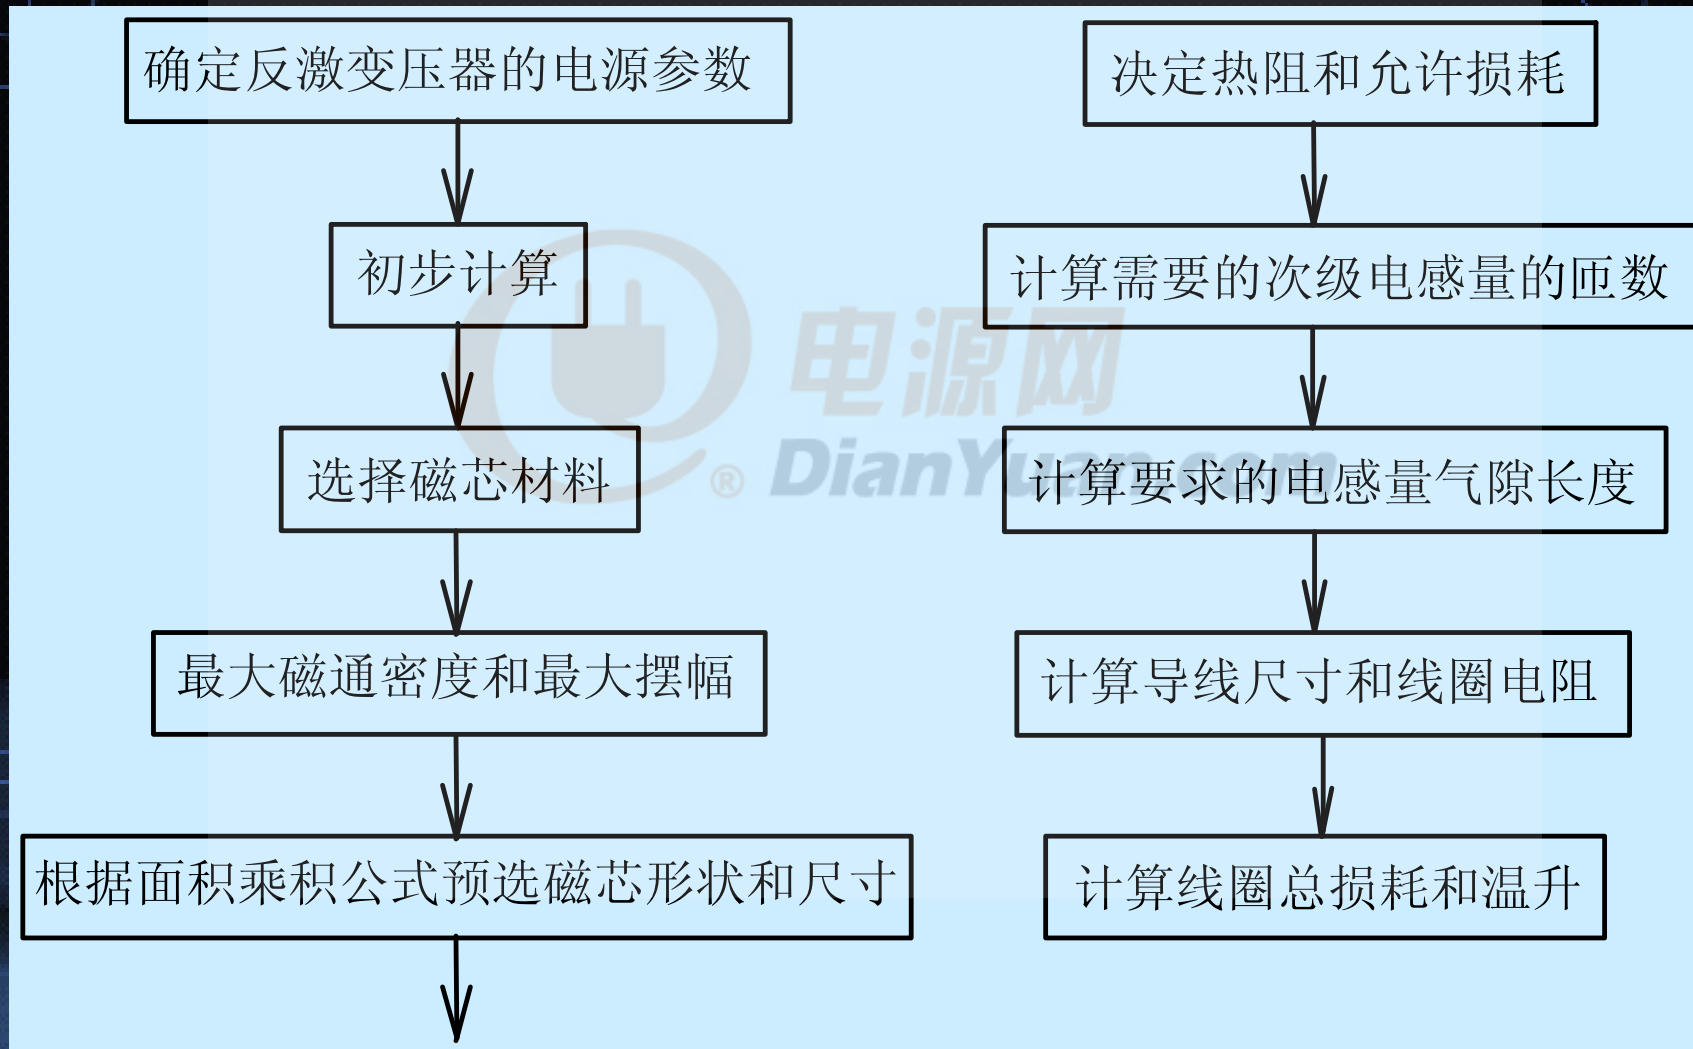 确定反激变压器的电源参数
初步计算
选择磁芯材料
最大磁通密度和最大摆幅
根据面积乘积公式预选磁芯形状和尺寸
决定热阻和允许损耗
计算需要的次级电感量的匝数
计算要求的电感量气隙长度
计算导线尺寸和线圈电阻
计算线圈总损耗和温升
电源网
® DianYuan.com